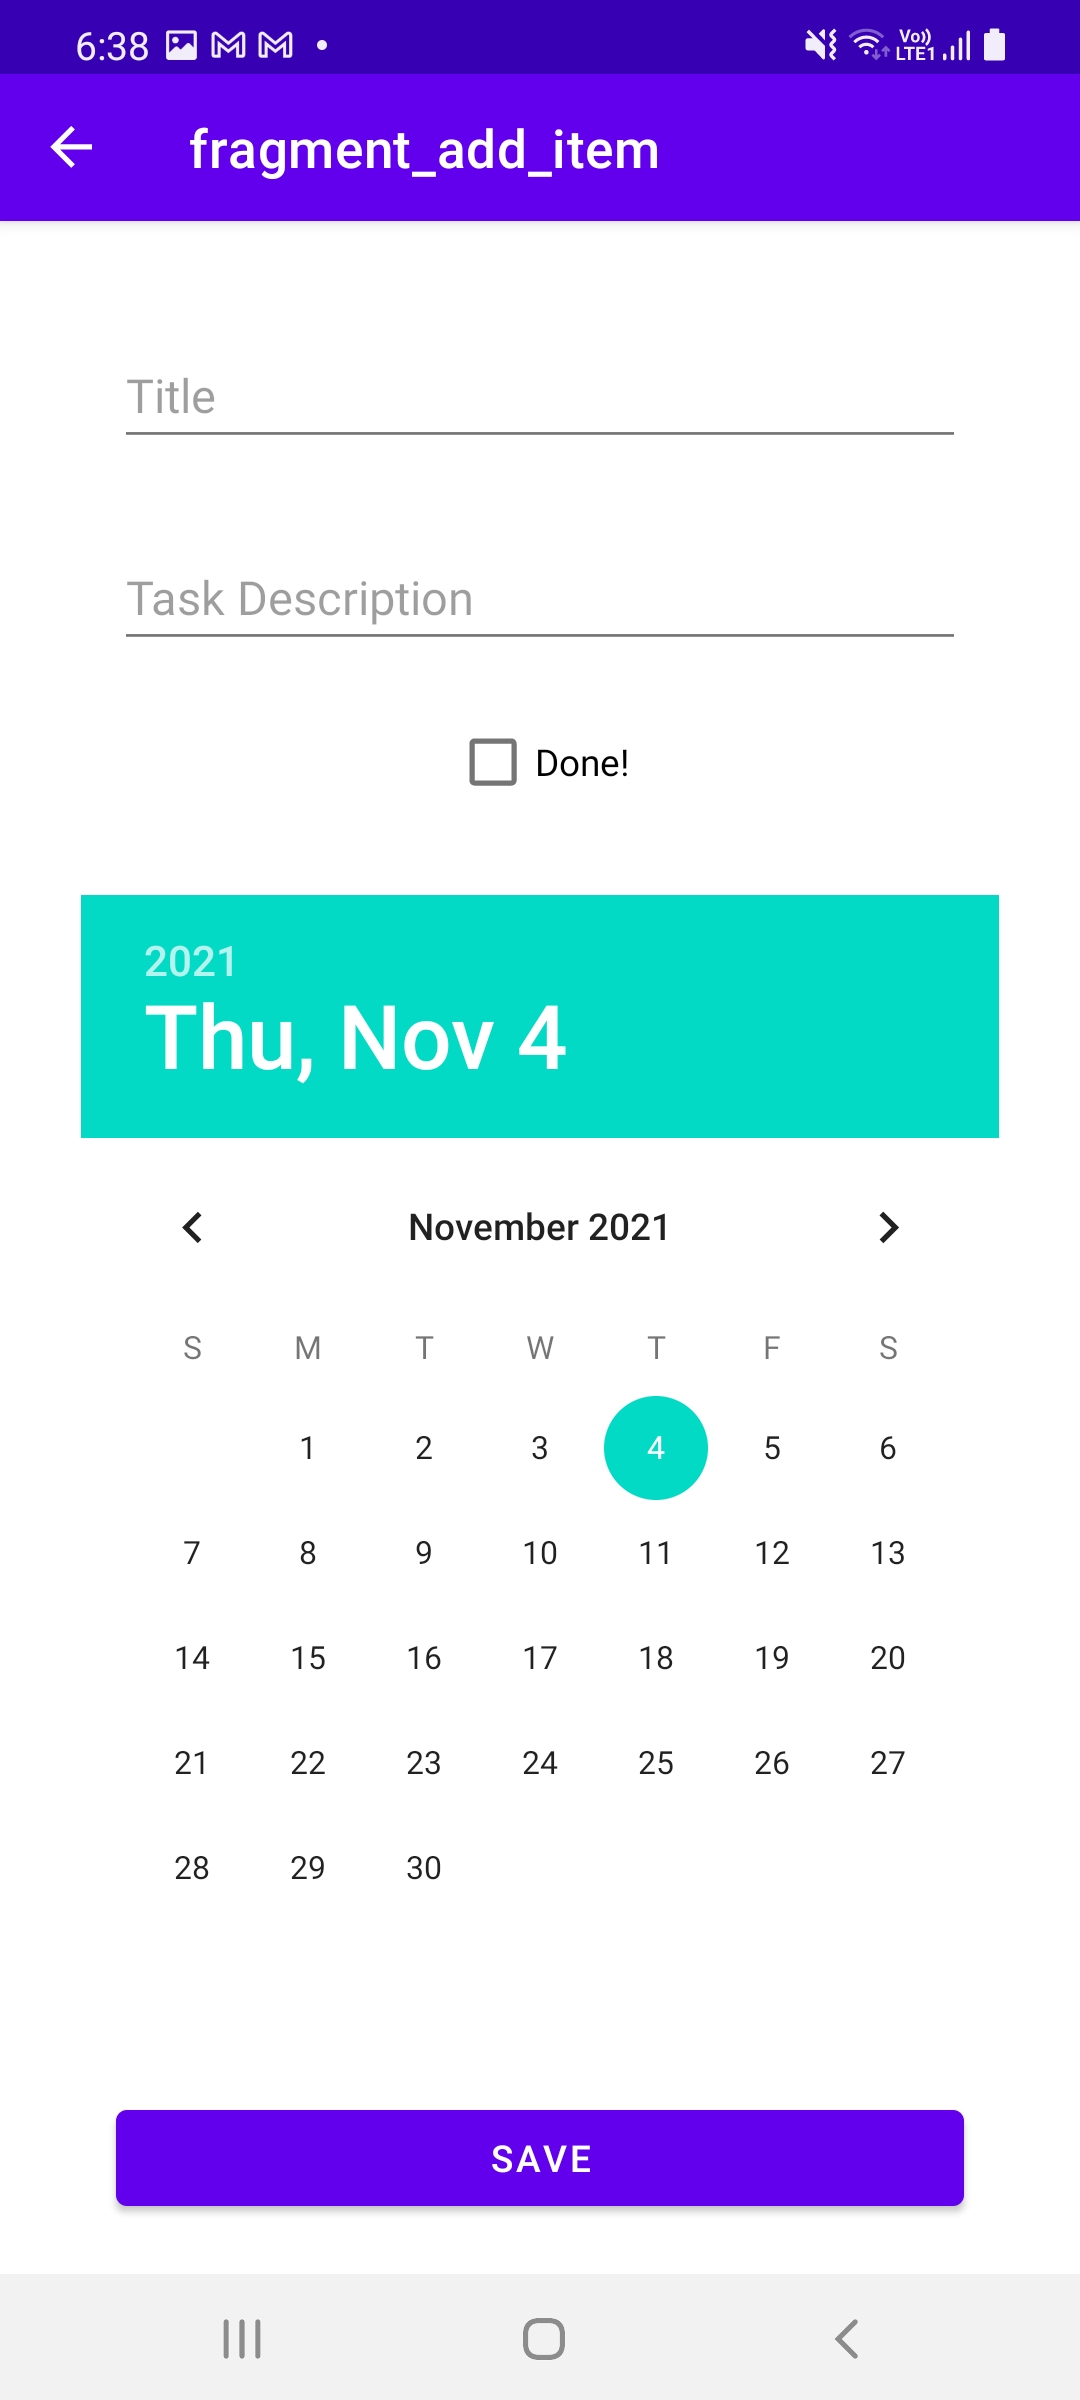 6:38 Vo)) LTE1
fragment_add_item
Title
Task Description
Done!
2021
Thu, Nov 4
November 2021
S M T W T F S
1 2 3 4 5 6
7 8 9 10 11 12 13
14 15 16 17 18 19 20
21 22 23 24 25 26 27
28 29 30
SAVE